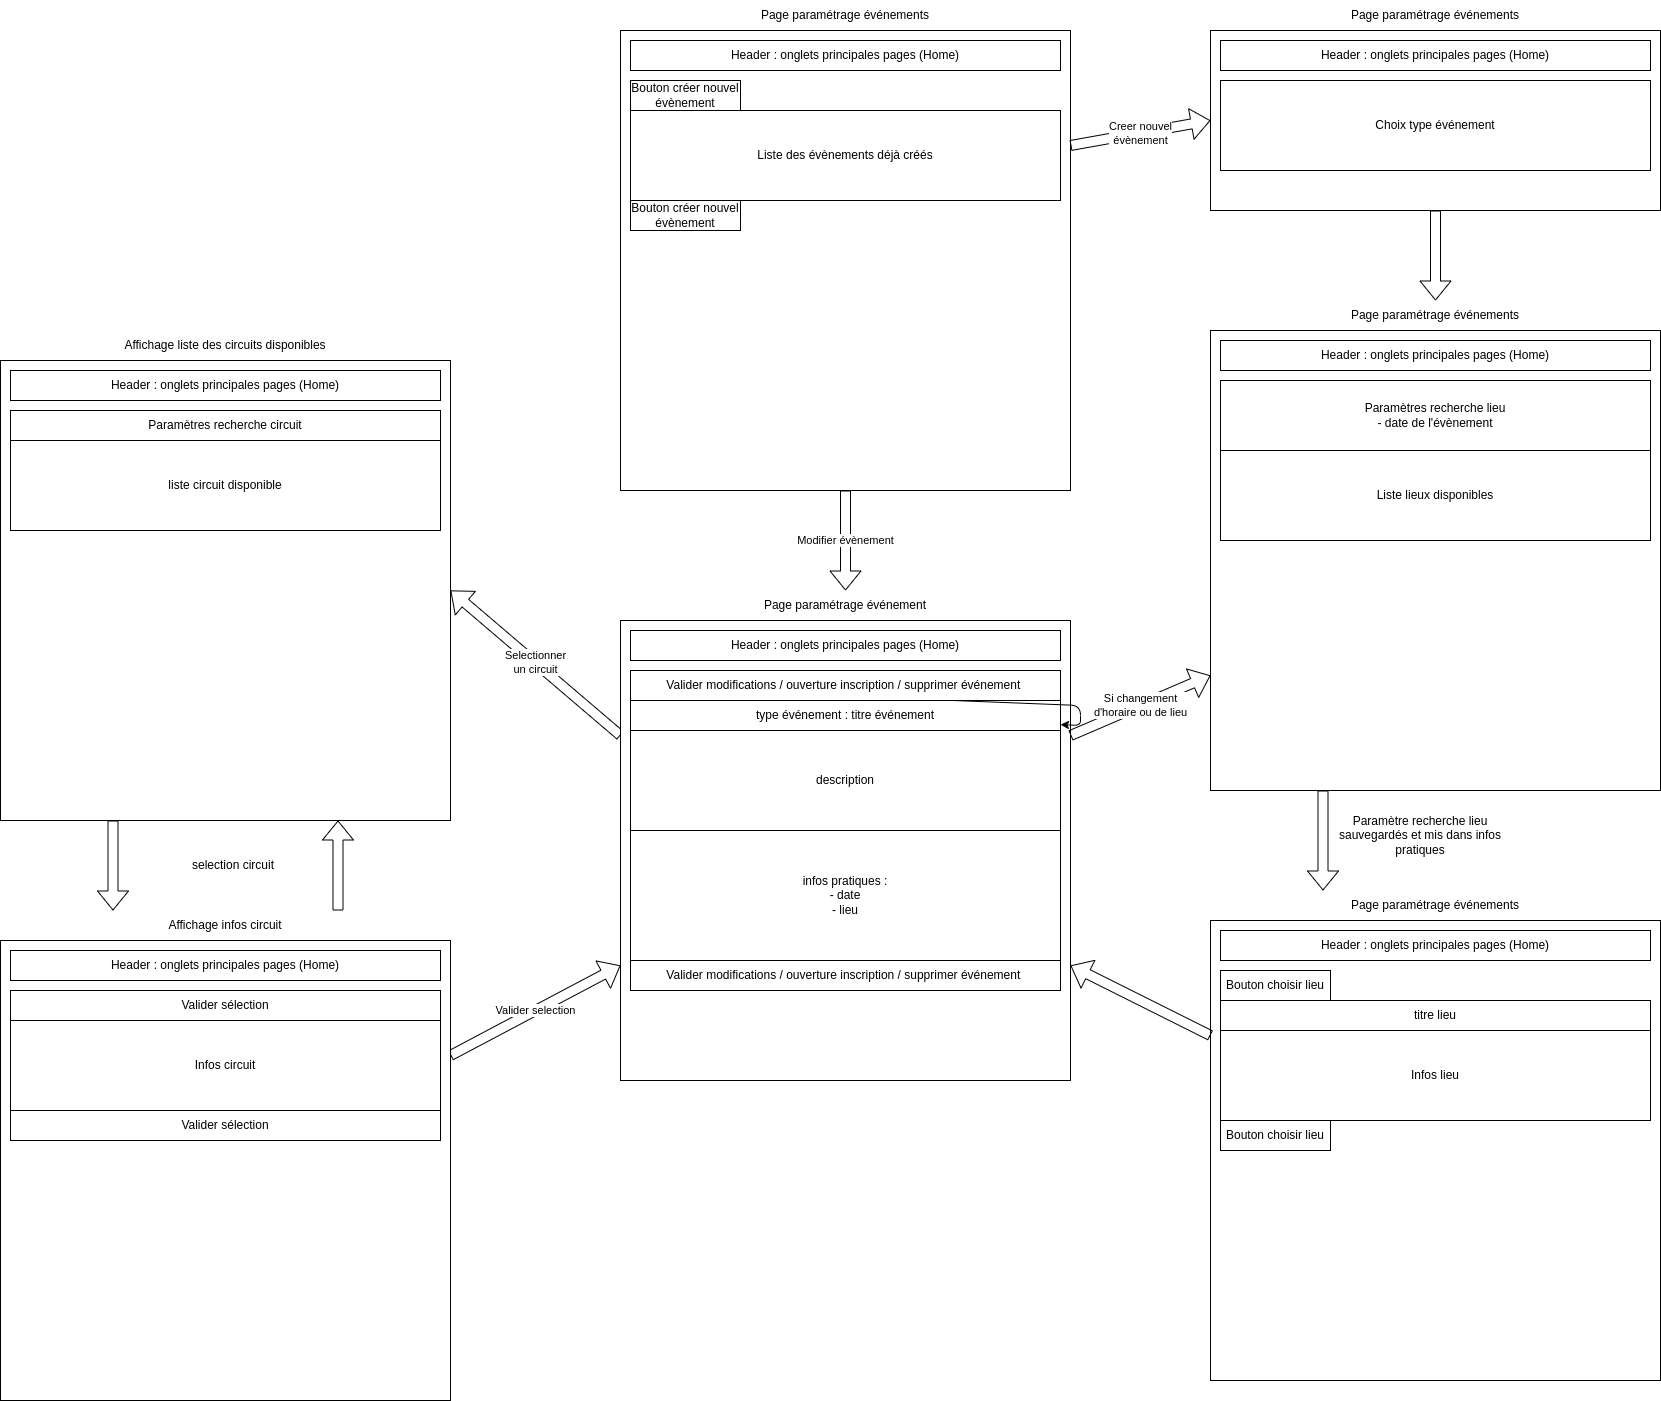 Page paramétrage événements
Header : onglets principales pages (Home)
Bouton créer nouvel
évènement
Liste des évènements déjà créés
Bouton créer nouvel
évènement
Creer nouvel
évènement
Page paramétrage événements
Header : onglets principales pages (Home)
Choix type événement
Page paramétrage événements
Header : onglets principales pages (Home)
Paramètres recherche lieu
- date de l'évènement
Liste lieux disponibles
Affichage liste des circuits disponibles
Header : onglets principales pages (Home)
Paramètres recherche circuit
liste circuit disponible
Modifier évènement
Page paramétrage événement
Header : onglets principales pages (Home)
Valider modifications / ouverture inscription / supprimer événement
type événement : titre événement
description
infos pratiques :
- date
- lieu
Valider modifications / ouverture inscription / supprimer événement
Selectionner
un circuit
Si changement
d'horaire ou de lieu
Paramètre recherche lieu
sauvegardés et mis dans infos
pratiques
selection circuit
Affichage infos circuit
Header : onglets principales pages (Home)
Valider sélection
Infos circuit
Valider sélection
Valider selection
Page paramétrage événements
Header : onglets principales pages (Home)
Bouton choisir lieu
titre lieu
Infos lieu
Bouton choisir lieu